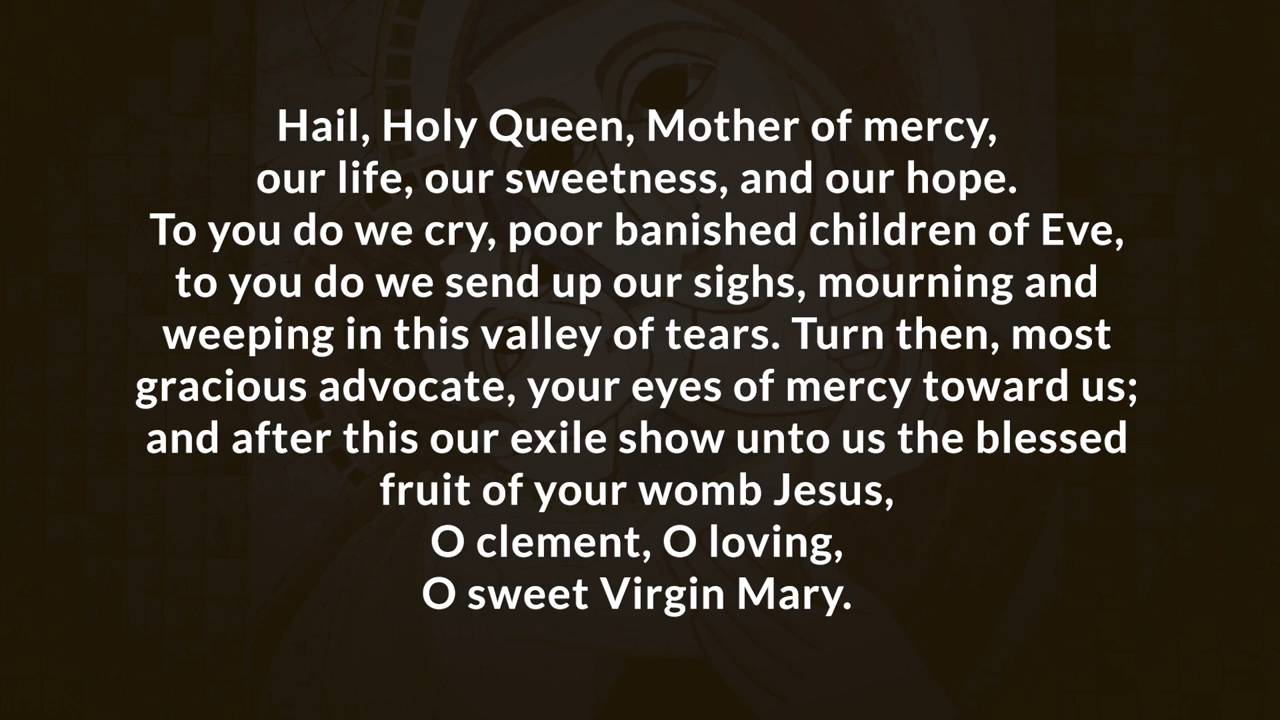 Hail, Holy Queen, Mother of mercy,
our life, our sweetness, and our hope.
To you do we cry, poor banished children of Eve,
to you do we send up our sighs, mourning and
weeping in this valley of tears. Turn then, most
gracious advocate, your eyes of mercy toward us;
and after this our exile show unto us the blessed
fruit of your womb Jesus,
O clement, O loving,
O sweet Virgin Mary.